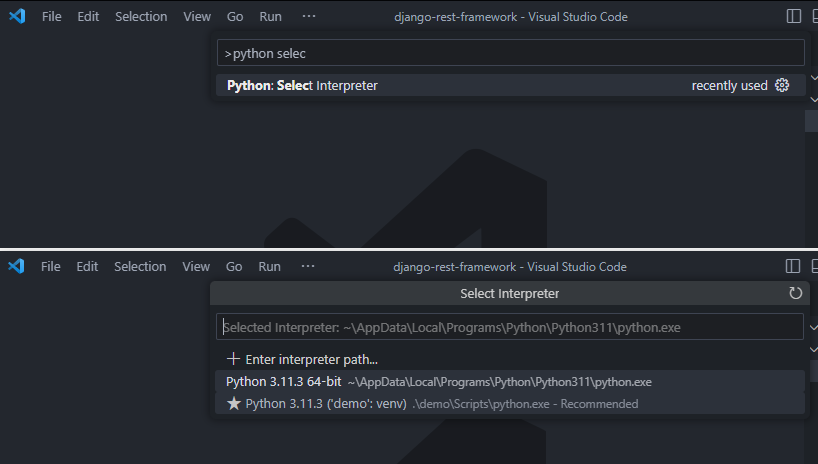 File Edit Selection View Go Run ··· django-rest-framework - Visual Studio Code
>python selec
Python: Select Interpreter recently used
File Edit Selection View Go Run ··· django-rest-framework - Visual Studio Code
Select Interpreter
Selected Interpreter: ~\AppData\Local\Programs\Python\Python311\python.exe
+ Enter interpreter path...
Python 3.11.3 64-bit ~\AppData\Local\Programs\Python\Python311\python.exe
★ Python 3.11.3 ('demo': venv) .\demo\Scripts\python.exe - Recommended